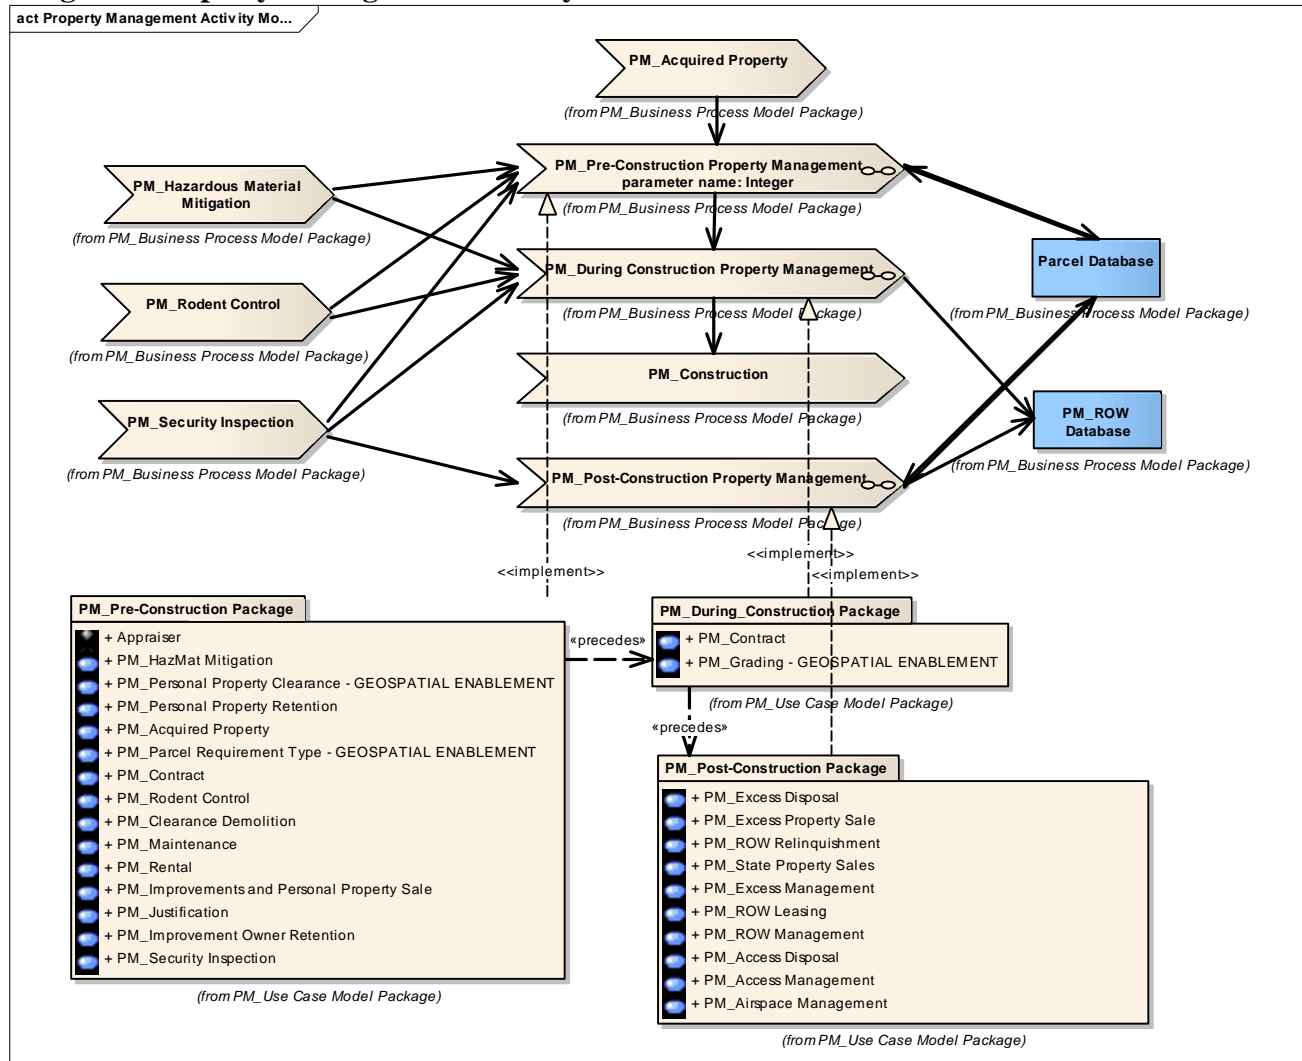 act Property Management Activity Mo...
PM_Acquired Property
(from PM_Business Process Model Package)
PM_Pre-Construction Property Management
parameter name: Integer
(from PM_Business Process Model Package)
PM_Hazardous Material
Mitigation
(from PM_Business Process Model Package)
PM_During Construction Property Management
(from PM_Business Process Model Package)
Parcel Database
(from PM_Business Process Model Package)
PM_Rodent Control
(from PM_Business Process Model Package)
PM_Construction
(from PM_Business Process Model Package)
PM_Security Inspection
(from PM_Business Process Model Package)
PM_ROW
Database
(from PM_Business Process Model Package)
PM_Post-Construction Property Management
(from PM_Business Process Model Package)
<<implement>>
<<implement>>
<<implement>>
PM_Pre-Construction Package
+ Appraiser
+ PM_HazMat Mitigation
+ PM_Personal Property Clearance - GEOSPATIAL ENABLEMENT
+ PM_Personal Property Retention
+ PM_Acquired Property
+ PM_Parcel Requirement Type - GEOSPATIAL ENABLEMENT
+ PM_Contract
+ PM_Rodent Control
+ PM_Clearance Demolition
+ PM_Maintenance
+ PM_Rental
+ PM_Improvements and Personal Property Sale
+ PM_Justification
+ PM_Improvement Owner Retention
+ PM_Security Inspection
(from PM_Use Case Model Package)
«precedes»
PM_During_Construction Package
+ PM_Contract
+ PM_Grading - GEOSPATIAL ENABLEMENT
(from PM_Use Case Model Package)
«precedes»
PM_Post-Construction Package
+ PM_Excess Disposal
+ PM_Excess Property Sale
+ PM_ROW Relinquishment
+ PM_State Property Sales
+ PM_Excess Management
+ PM_ROW Leasing
+ PM_ROW Management
+ PM_Access Disposal
+ PM_Access Management
+ PM_Airspace Management
(from PM_Use Case Model Package)